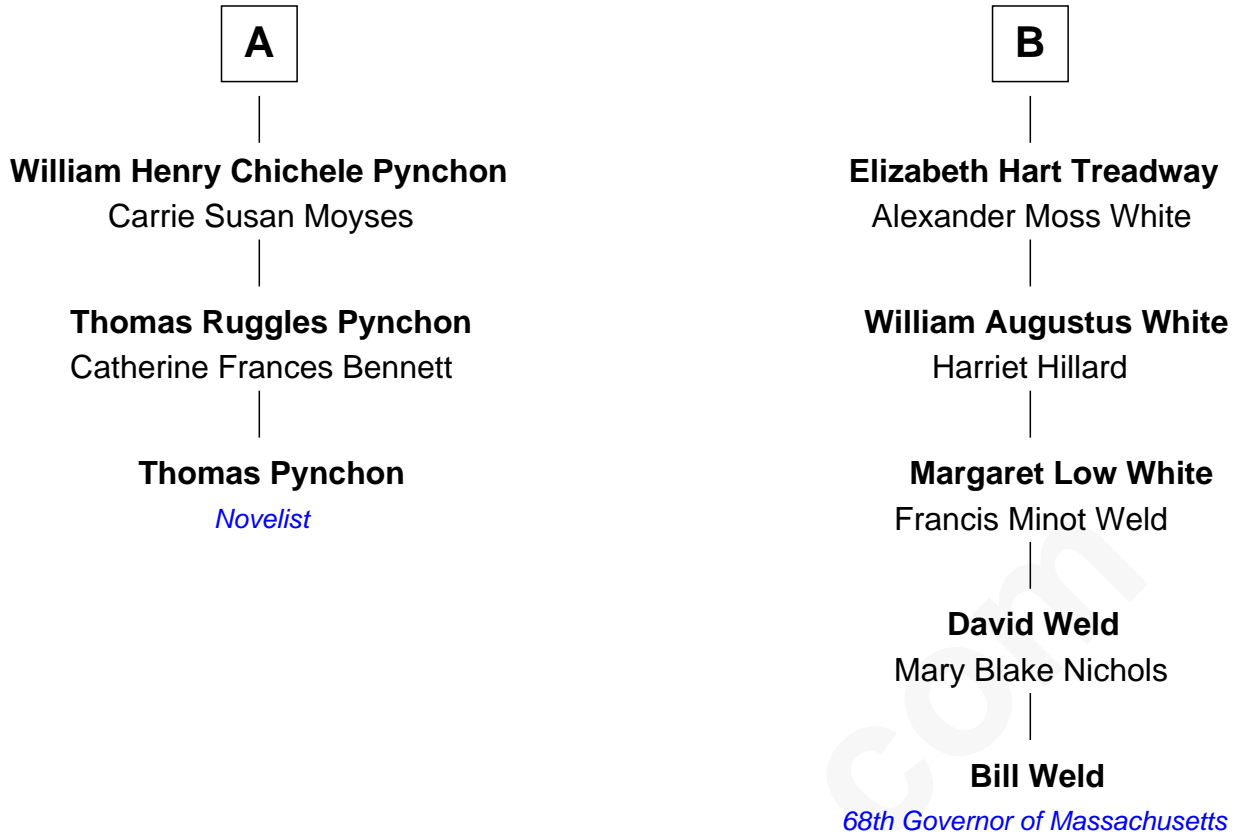 A
William Henry Chichele Pynchon
Carrie Susan Moyses
Thomas Ruggles Pynchon
Catherine Frances Bennett
Thomas Pynchon
Novelist
B
Elizabeth Hart Treadway
Alexander Moss White
William Augustus White
Harriet Hillard
Margaret Low White
Francis Minot Weld
David Weld
Mary Blake Nichols
Bill Weld
68th Governor of Massachusetts
com